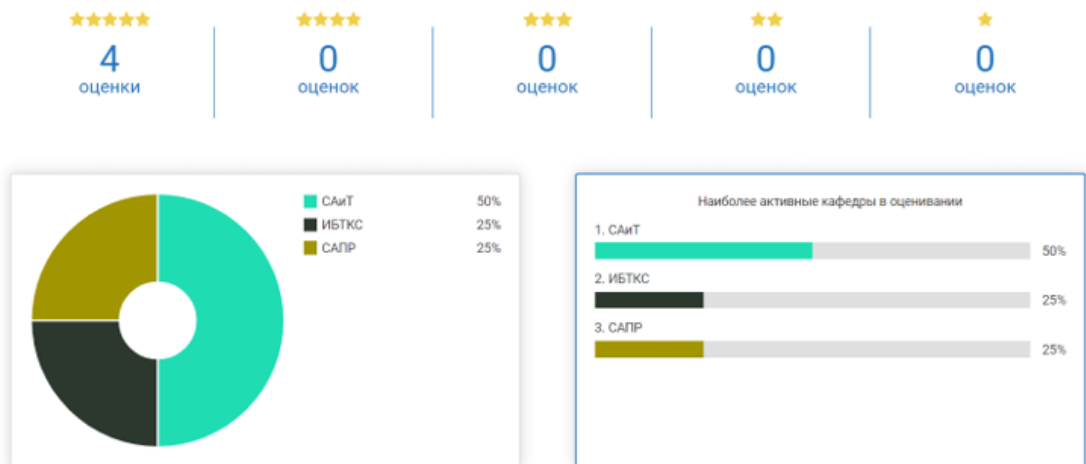 4 0 0 0 0
оценки оценок оценок оценок оценок
САиТ 50%
ИБТКС 25%
САПР 25%
Наиболее активные кафедры в оценивании
1. САиТ
50%
2. ИБТКС
25%
3. САПР
25%